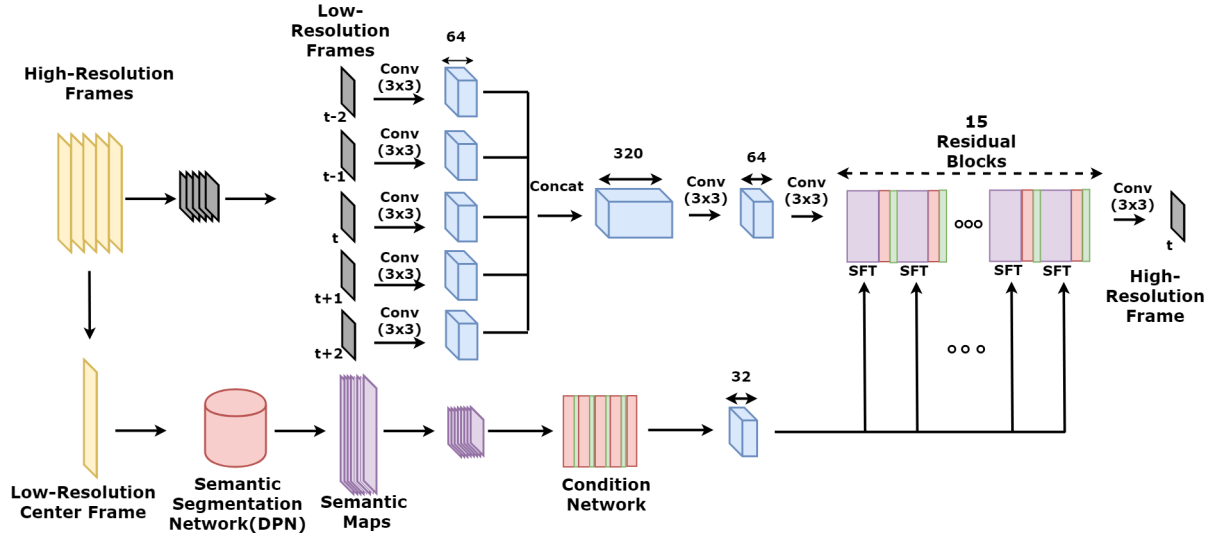 High-Resolution
Frames
Low-
Resolution
Frames
64
t-2
Conv
(3x3)
t-1
Conv
(3x3)
t
Conv
(3x3)
t+1
Conv
(3x3)
t+2
Conv
(3x3)
Concat
320
Conv
(3x3)
64
Conv
(3x3)
15
Residual
Blocks
SFT
SFT
SFT
SFT
Conv
(3x3)
t
High-
Resolution
Frame
Low-Resolution
Center Frame
Semantic
Segmentation
Network(DPN)
Semantic
Maps
Condition
Network
32